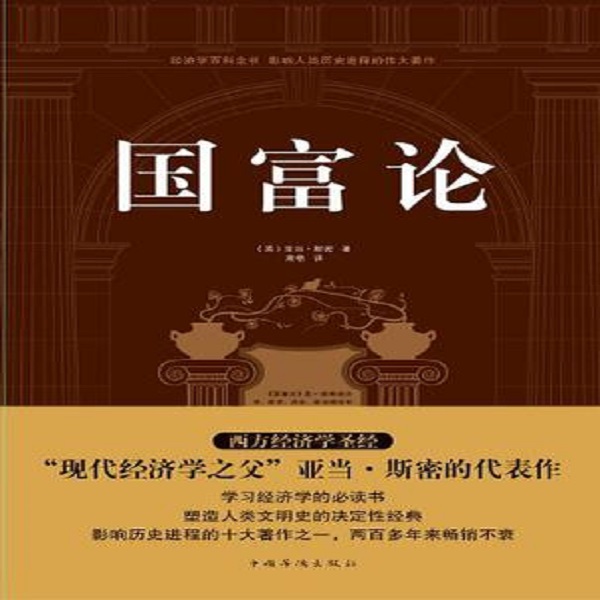 经济学百科全书 影响人类历史进程的伟大著作
国富论
（英）亚当·斯密 著
西方经济学圣经
“现代经济学之父”亚当·斯密的代表作
学习经济学的必读书
塑造人类文明史的决定性经典
影响历史进程的十大著作之一，两百多年来畅销不衰
中国华侨出版社